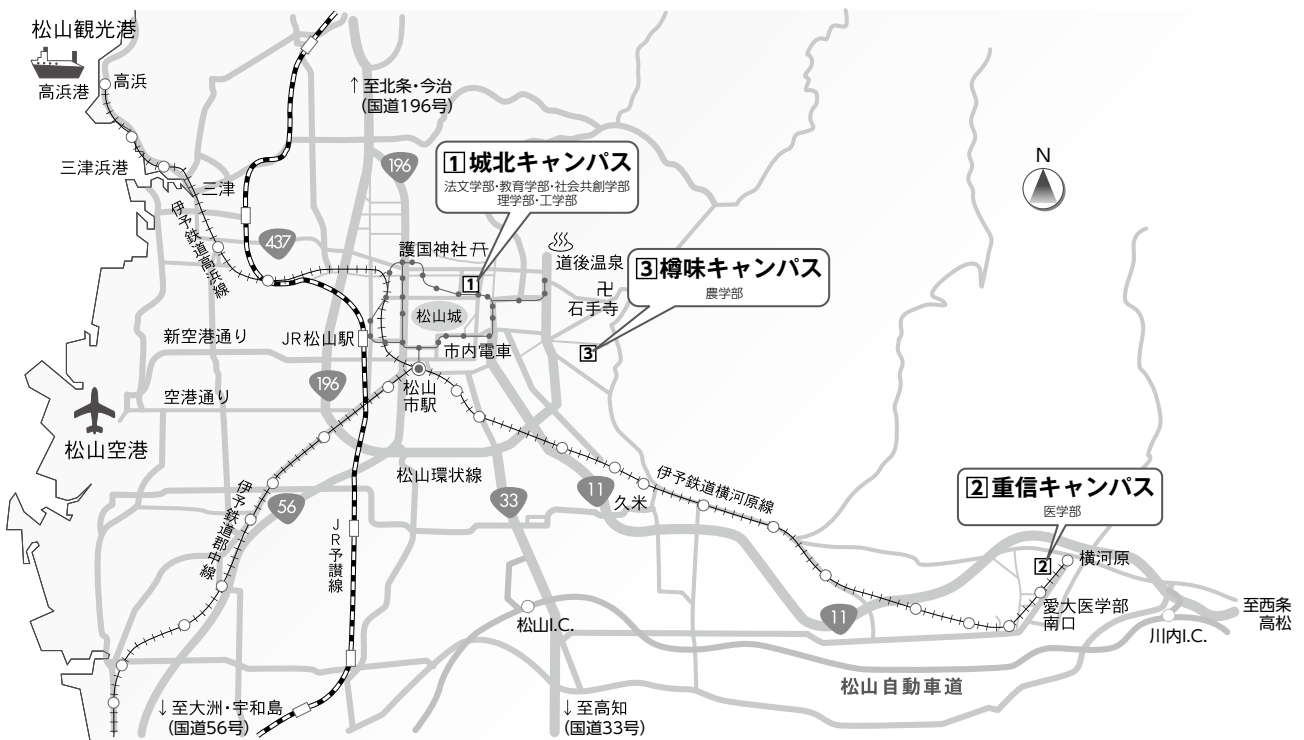 松山観光港
高浜港
高浜
↑至北条・今治
(国道196号)
三津浜港
三津
伊予鉄道高浜線
196
437
1 城北キャンパス
法文学部・教育学部・社会共創学部
理学部・工学部
N
護国神社
1
道後温泉
石手寺
3 樽味キャンパス
農学部
3
松山城
市内電車
新空港通り
JR松山駅
空港通り
196
松山
市駅
松山空港
松山環状線
伊予鉄道郡中線
56
JR予讃線
33
11
久米
伊予鉄道横河原線
2 重信キャンパス
医学部
2
横河原
愛大医学部
南口
11
松山I.C.
川内I.C.
至西条
高松
松山自動車道
↓至大洲・宇和島
(国道56号)
↓至高知
(国道33号)